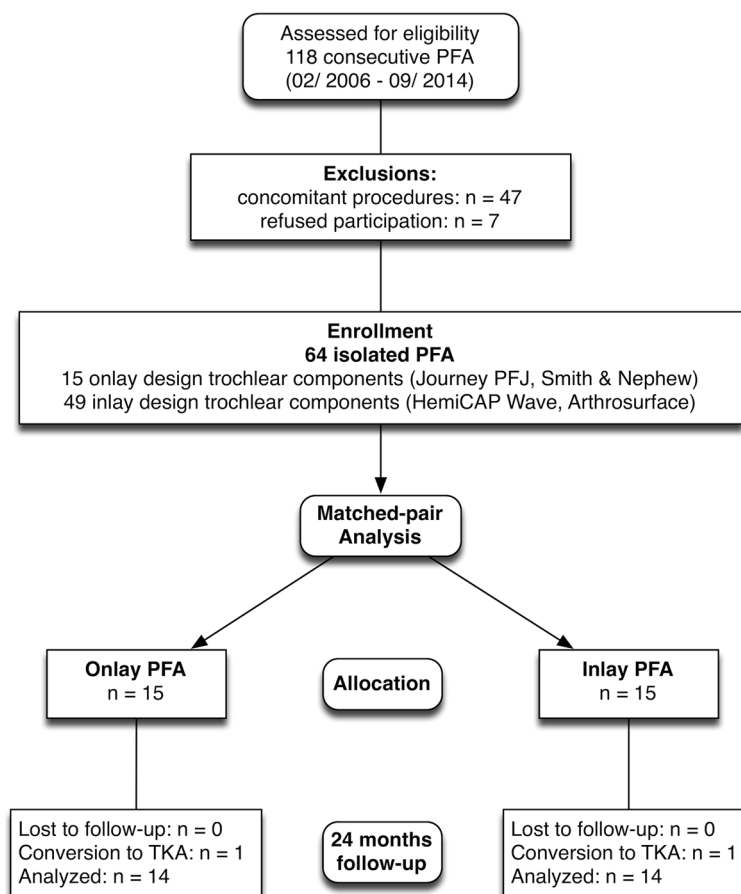 Assessed for eligibility
118 consecutive PFA
(02/ 2006 - 09/ 2014)
Exclusions:
concomitant procedures: n = 47
refused participation: n = 7
Enrollment
64 isolated PFA
15 onlay design trochlear components (Journey PFJ, Smith & Nephew)
49 inlay design trochlear components (HemiCAP Wave, Arthrosurface)
Matched-pair
Analysis
Onlay PFA
n = 15
Allocation
Inlay PFA
n = 15
Lost to follow-up: n = 0
Conversion to TKA: n = 1
Analyzed: n = 14
24 months
follow-up
Lost to follow-up: n = 0
Conversion to TKA: n = 1
Analyzed: n = 14